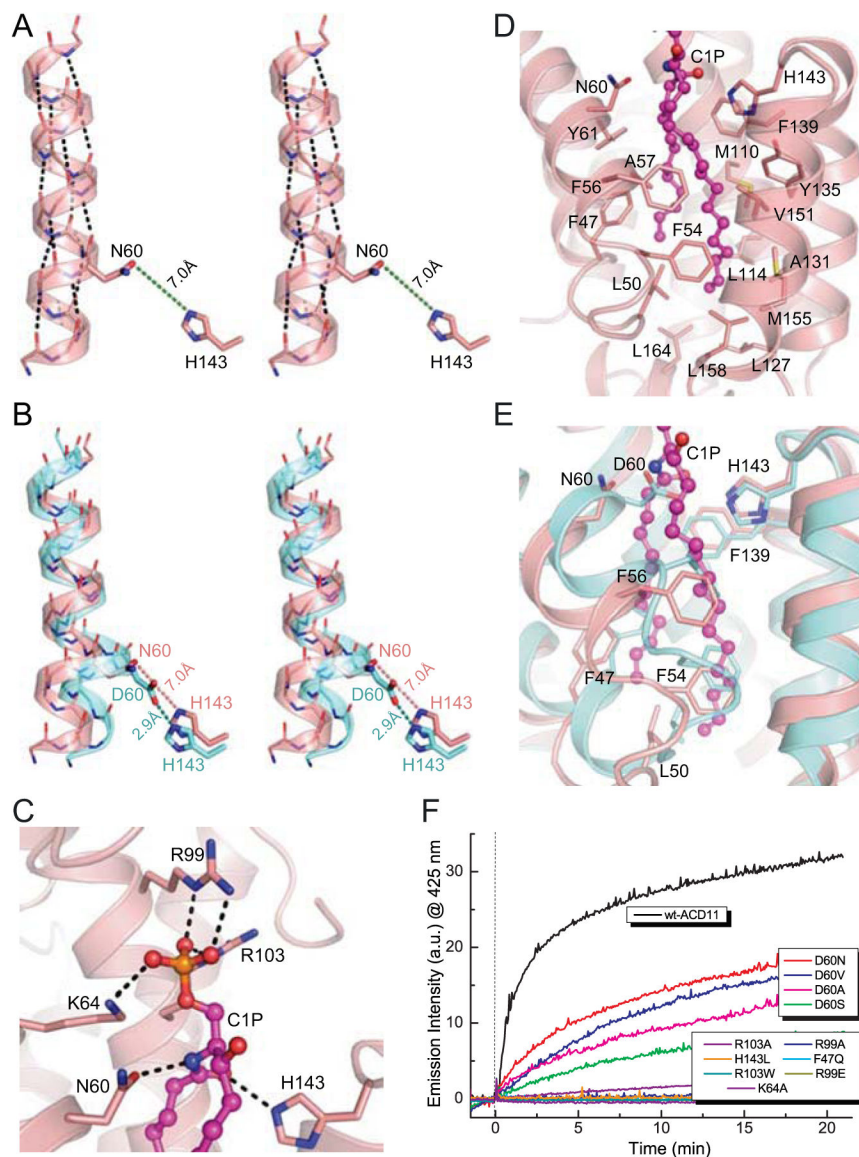 A
N60
7.0Å
H143
N60
7.0Å
H143
B
N60
7.0Å
D60
H143
2.9Å
H143
N60
7.0Å
D60
H143
2.9Å
H143
C
R99
R103
K64
C1P
N60
H143
D
C1P
N60
H143
Y61
F139
M110
A57
F56
Y135
V151
F47
F54
L114
A131
L50
M155
L164
L158
L127
E
C1P
D60
H143
N60
F139
F56
F54
F47
L50
F
Emission Intensity (a.u.) @ 425 nm
30
20
10
0
wt-ACD11
D60N
D60V
D60A
D60S
R103A R99A
H143L F47Q
R103W R99E
K64A
0 5 10 15 20
Time (min)